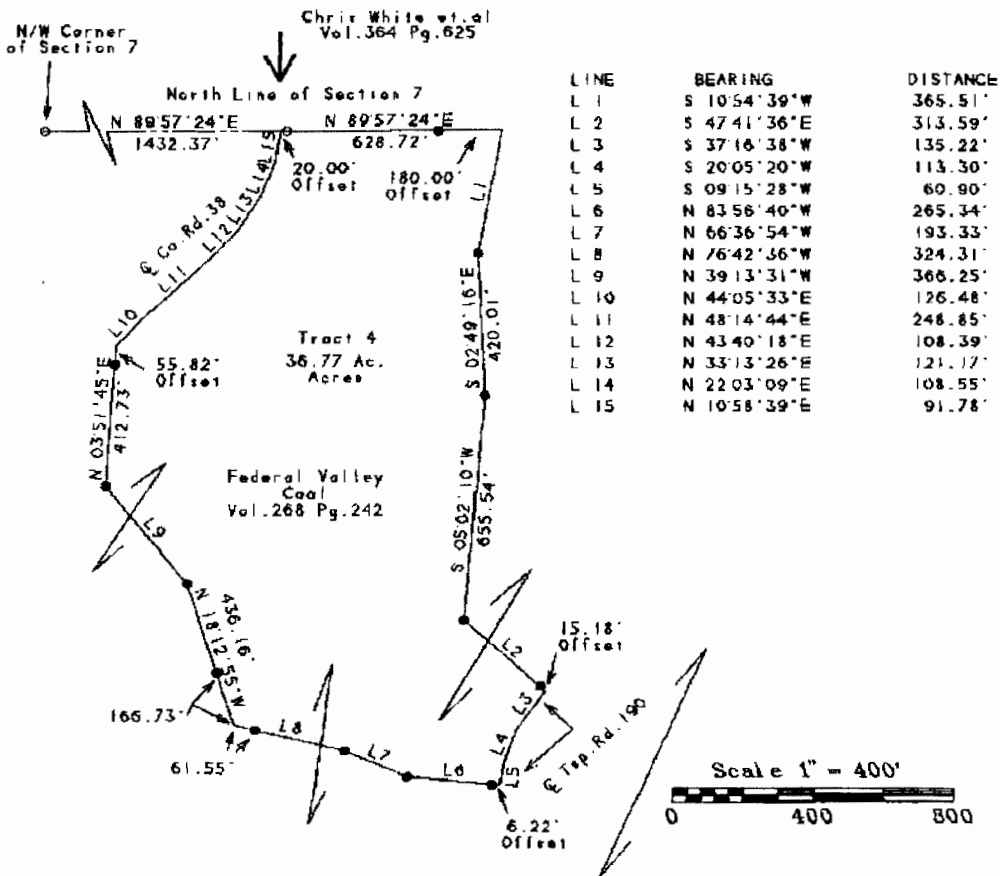 N/W Corner
of Section 7
Chris White et.al
Vol.364 Pg.625
North Line of Section 7
N 89°57'24"E
1432.37'
N 89°57'24"E
628.72'
20.00'
Offset
180.00'
Offset
LINE BEARING DISTANCE
L 1 S 10°54'39"W 365.51'
L 2 S 47°41'36"E 313.59'
L 3 S 37°16'38"W 135.22'
L 4 S 20°05'20"W 113.30'
L 5 S 09°15'28"W 60.90'
L 6 N 83°56'40"W 265.34'
L 7 N 66°36'54"W 193.33'
L 8 N 76°42'36"W 324.31'
L 9 N 39°13'31"W 366.25'
L 10 N 44°05'33"E 126.48'
L 11 N 48°14'44"E 248.85'
L 12 N 43°40'18"E 108.39'
L 13 N 33°13'26"E 121.17'
L 14 N 22°03'09"E 108.55'
L 15 N 10°58'39"E 91.78'
L15
L14
L13
L12
L11
L10
L1
℄ Co.Rd.38
55.82'
Offset
Tract 4
36.77 Ac.
Acres
S 02°49'16"E
420.01'
N 03°51'45"E
412.73'
Federal Valley
Coal
Vol.268 Pg.242
S 05°02'10"W
655.54'
L9
N 18°12'55"W
436.16'
L2
15.18'
Offset
L3
L4
L5
℄ Twp.Rd.190
166.73'
61.55'
L8
L7
L6
6.22'
Offset
Scale 1" = 400'
0 400 800